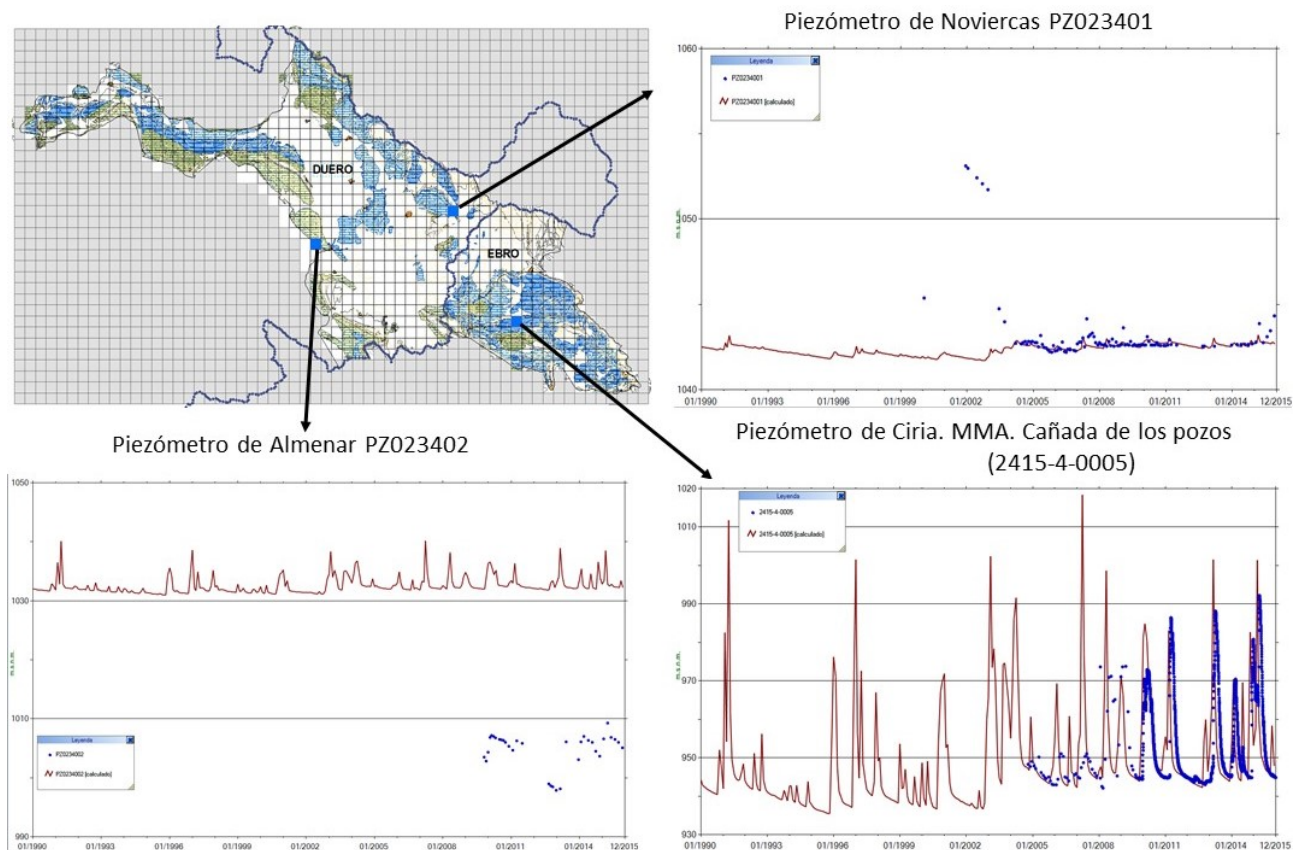 Piezómetro de Noviercas PZ023401
DUERO
EBRO
1060
1050
1040
m.s.n.m.
Leyenda
PZ0234001
PZ0234001 [calculado]
01/1990
01/1993
01/1996
01/1999
01/2002
01/2005
01/2008
01/2011
01/2014
12/2015
Piezómetro de Almenar PZ023402
1050
1030
1010
990
m.s.n.m.
Leyenda
PZ0234002
PZ0234002 [calculado]
01/1990
01/1993
01/1996
01/1999
01/2002
01/2005
01/2008
01/2011
01/2014
12/2015
Piezómetro de Ciria. MMA. Cañada de los pozos
(2415-4-0005)
1020
1010
990
970
950
930
m.s.n.m.
Leyenda
2415-4-0005
2415-4-0005 [calculado]
01/1990
01/1993
01/1996
01/1999
01/2002
01/2005
01/2008
01/2011
01/2014
12/2015